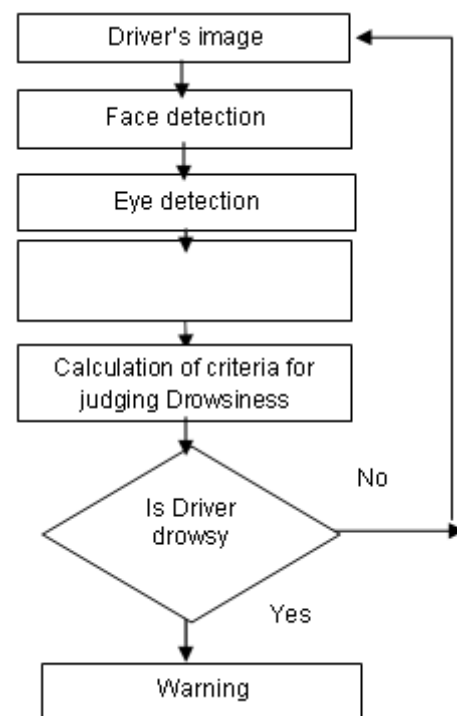 Driver's image
Face detection
Eye detection
Calculation of criteria for
judging Drowsiness
Is Driver
drowsy
No
Yes
Warning